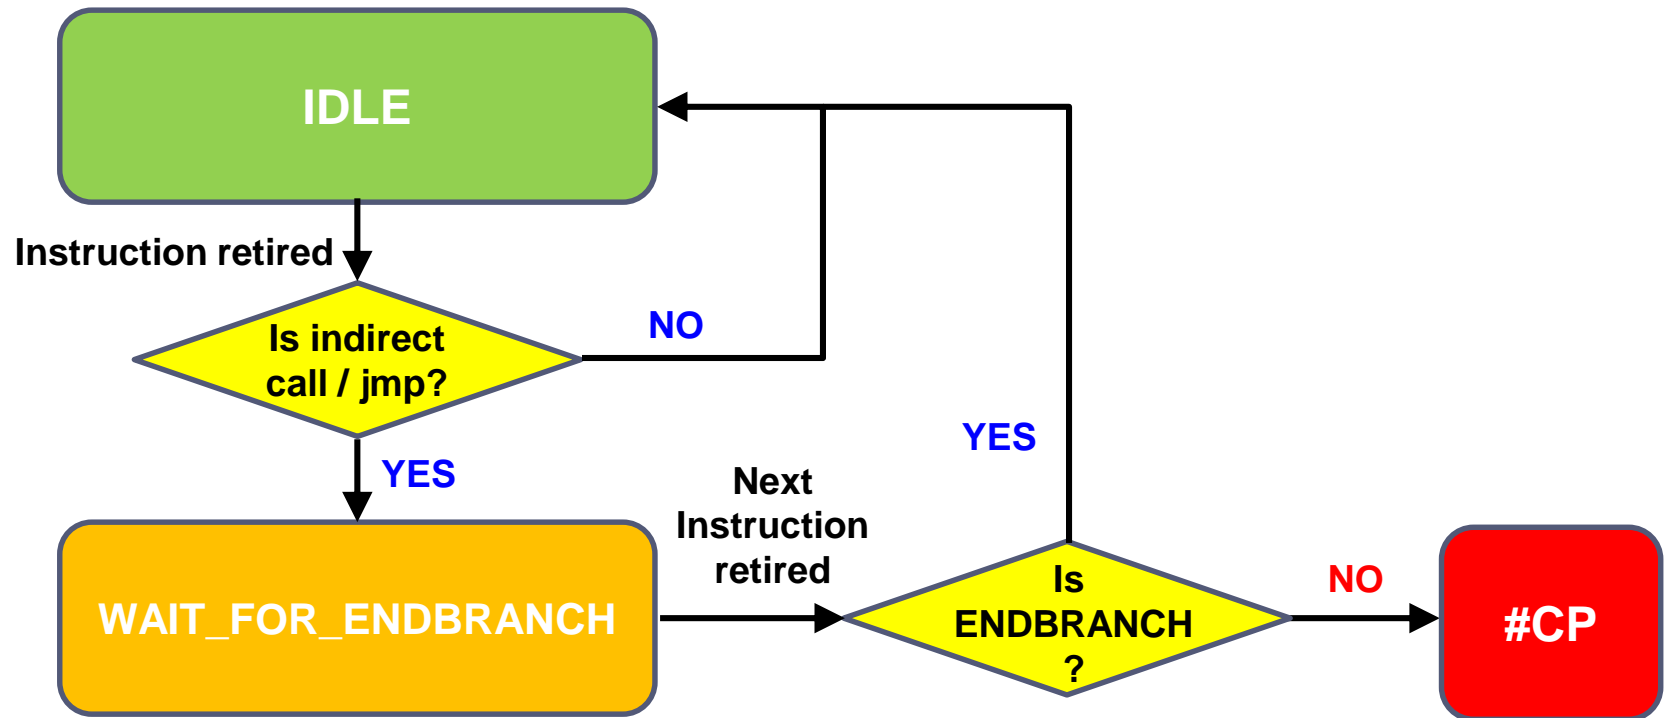 IDLE
Instruction retired
Is indirect
call / jmp?
NO
YES
WAIT_FOR_ENDBRANCH
Next
Instruction
retired
YES
Is
ENDBRANCH
?
NO
#CP